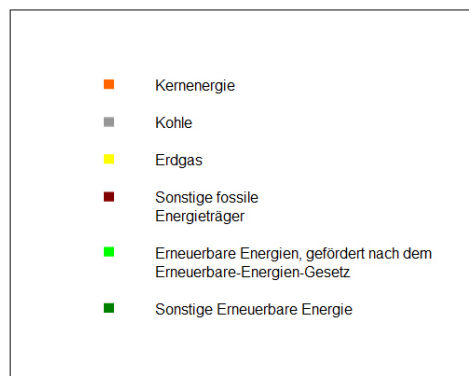 Kernenergie
Kohle
Erdgas
Sonstige fossile
Energieträger
Erneuerbare Energien, gefördert nach dem
Erneuerbare-Energien-Gesetz
Sonstige Erneuerbare Energie